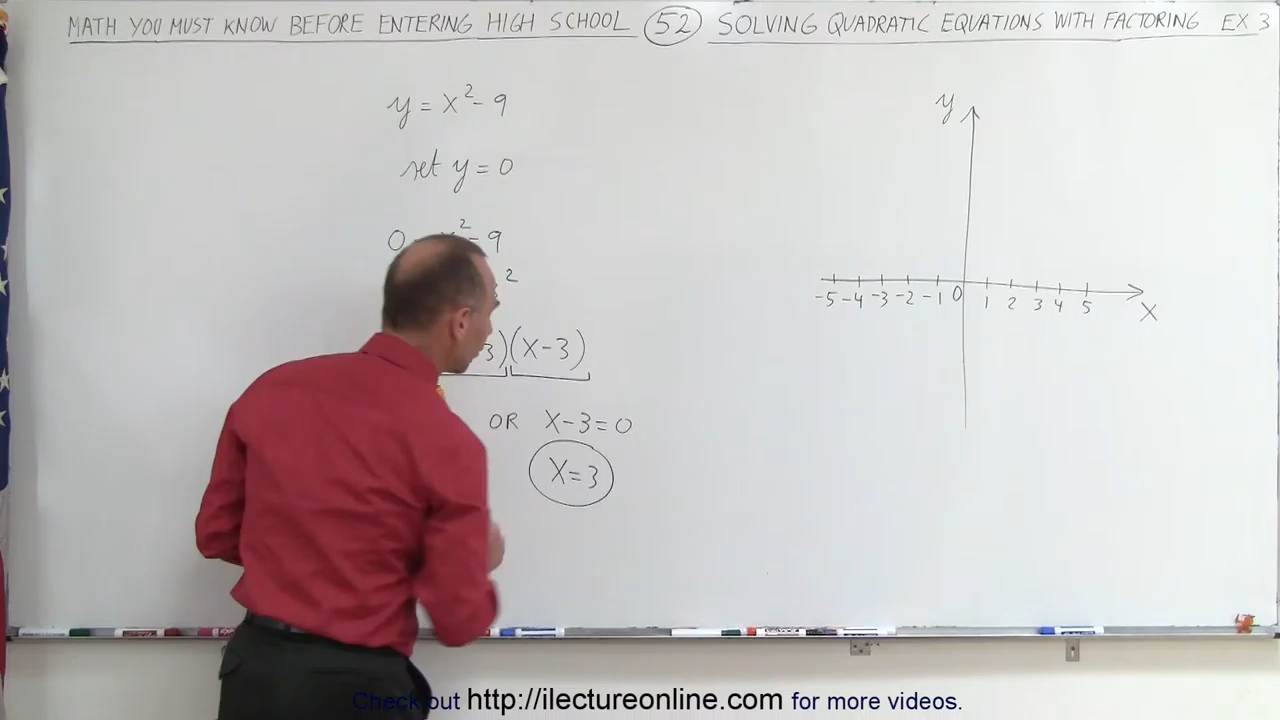 MATH YOU MUST KNOW BEFORE ENTERING HIGH SCHOOL 52 SOLVING QUADRATIC EQUATIONS WITH FACTORING EX 3
y = x² - 9
set y = 0
0 x² - 9
2
3)(x-3)
OR x-3=0
x=3
y
-5 -4 -3 -2 -1 0 1 2 3 4 5
x
Check out http://ilectureonline.com for more videos.